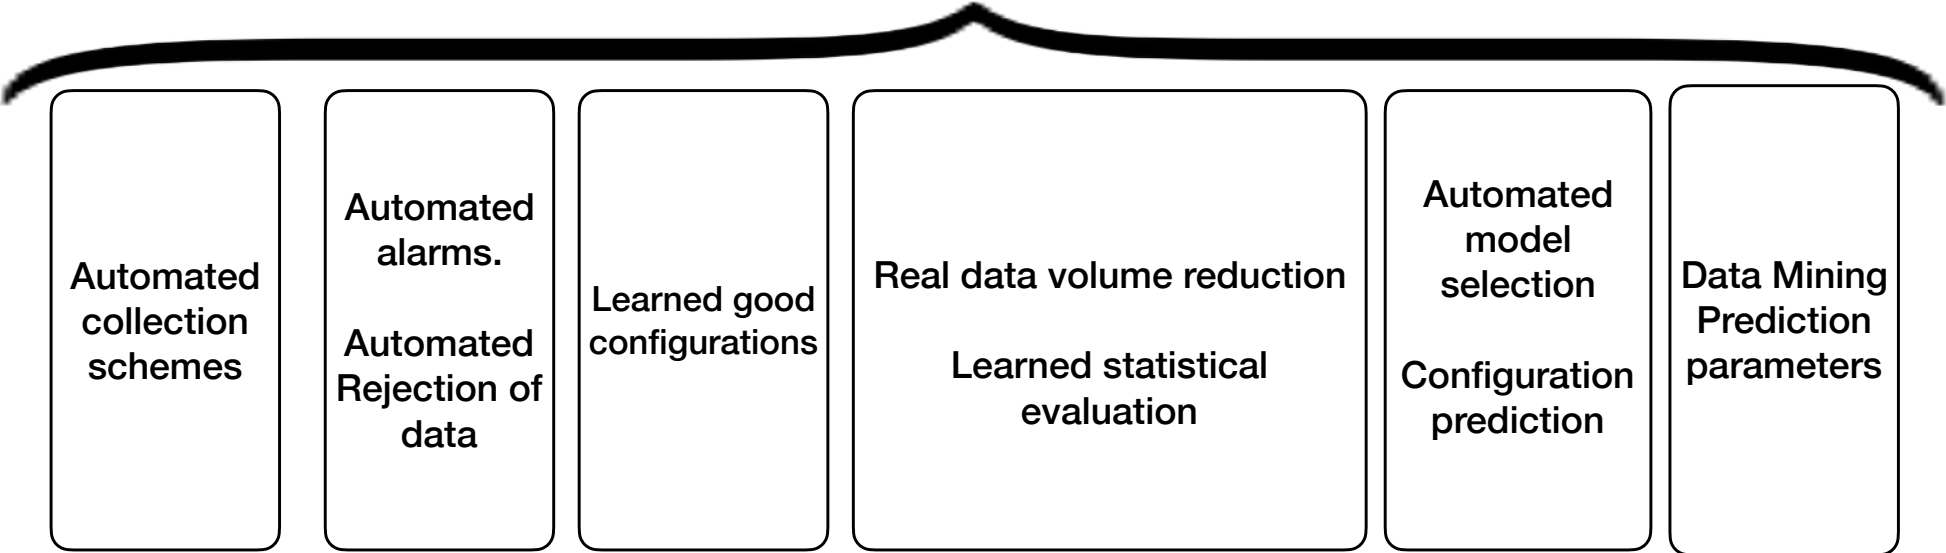 Automated
collection
schemes
Automated
alarms.
Automated
Rejection of
data
Learned good
configurations
Real data volume reduction
Learned statistical
evaluation
Automated
model
selection
Configuration
prediction
Data Mining
Prediction
parameters